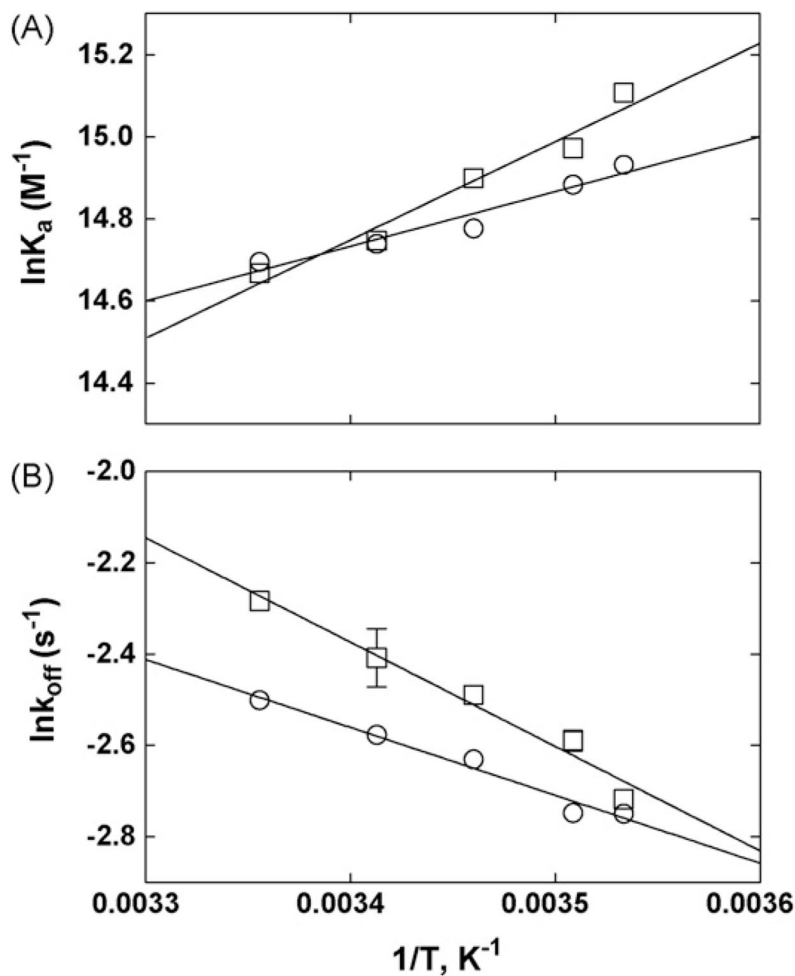 (A)
15.2
15.0
14.8
14.6
14.4
lnKa (M-1)
(B)
-2.0
-2.2
-2.4
-2.6
-2.8
lnkoff (s-1)
0.0033 0.0034 0.0035 0.0036
1/T, K-1